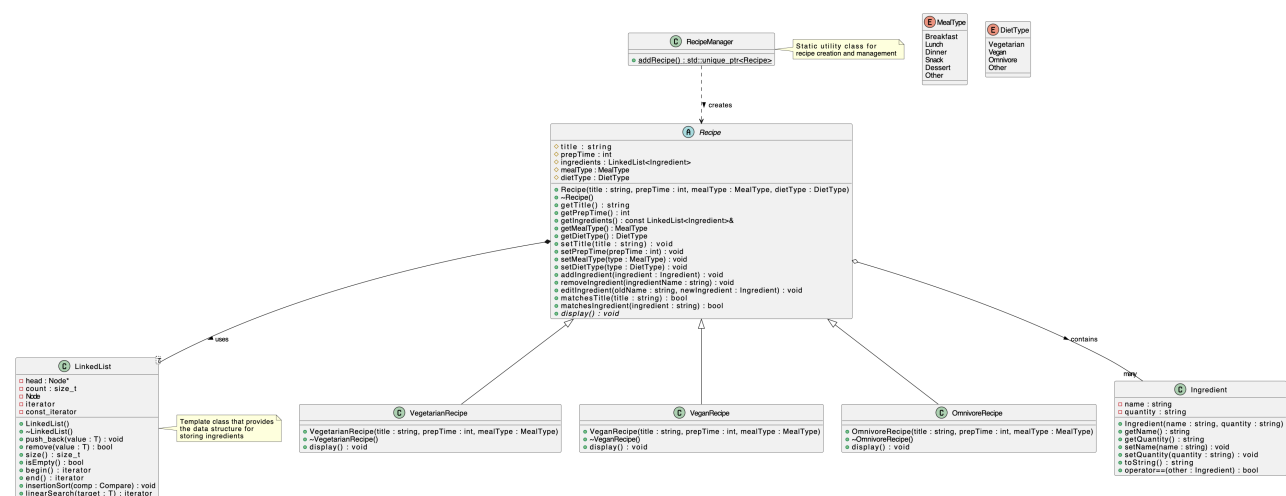 E MealType
Breakfast
Lunch
Dinner
Snack
Dessert
Other
E DietType
Vegetarian
Vegan
Omnivore
Other
C RecipeManager
addRecipe() : std::unique_ptr<Recipe>
Static utility class for
recipe creation and management
creates
A Recipe
title : string
prepTime : int
ingredients : LinkedList<Ingredient>
mealType : MealType
dietType : DietType
Recipe(title : string, prepTime : int, mealType : MealType, dietType : DietType)
~Recipe()
getTitle() : string
getPrepTime() : int
getIngredients() : const LinkedList<Ingredient>&
getMealType() : MealType
getDietType() : DietType
setTitle(title : string) : void
setPrepTime(prepTime : int) : void
setMealType(type : MealType) : void
setDietType(type : DietType) : void
addIngredient(ingredient : Ingredient) : void
removeIngredient(ingredientName : string) : void
editIngredient(oldName : string, newIngredient : Ingredient) : void
matchesTitle(title : string) : bool
matchesIngredient(ingredient : string) : bool
display() : void
uses
contains
many
C LinkedList
head : Node*
count : size_t
Node
iterator
const_iterator
LinkedList()
~LinkedList()
push_back(value : T) : void
remove(value : T) : bool
size() : size_t
isEmpty() : bool
begin() : iterator
end() : iterator
insertionSort(comp : Compare) : void
linearSearch(target : T) : iterator
Template class that provides
the data structure for
storing ingredients
C VegetarianRecipe
VegetarianRecipe(title : string, prepTime : int, mealType : MealType)
~VegetarianRecipe()
display() : void
C VeganRecipe
VeganRecipe(title : string, prepTime : int, mealType : MealType)
~VeganRecipe()
display() : void
C OmnivoreRecipe
OmnivoreRecipe(title : string, prepTime : int, mealType : MealType)
~OmnivoreRecipe()
display() : void
C Ingredient
name : string
quantity : string
Ingredient(name : string, quantity : string)
getName() : string
getQuantity() : string
setName(name : string) : void
setQuantity(quantity : string) : void
toString() : string
operator==(other : Ingredient) : bool